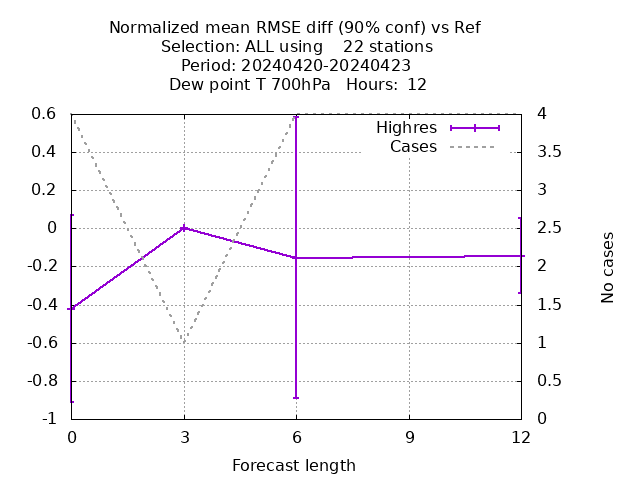 Normalized mean RMSE diff (90% conf) vs Ref
Selection: ALL using    22 stations
Period: 20240420-20240423
Dew point T 700hPa   Hours:  12
Highres
Cases
0.6
0.4
0.2
0
-0.2
-0.4
-0.6
-0.8
-1
4
3.5
3
2.5
2
1.5
1
0.5
0
No cases
0
3
6
9
12
Forecast length